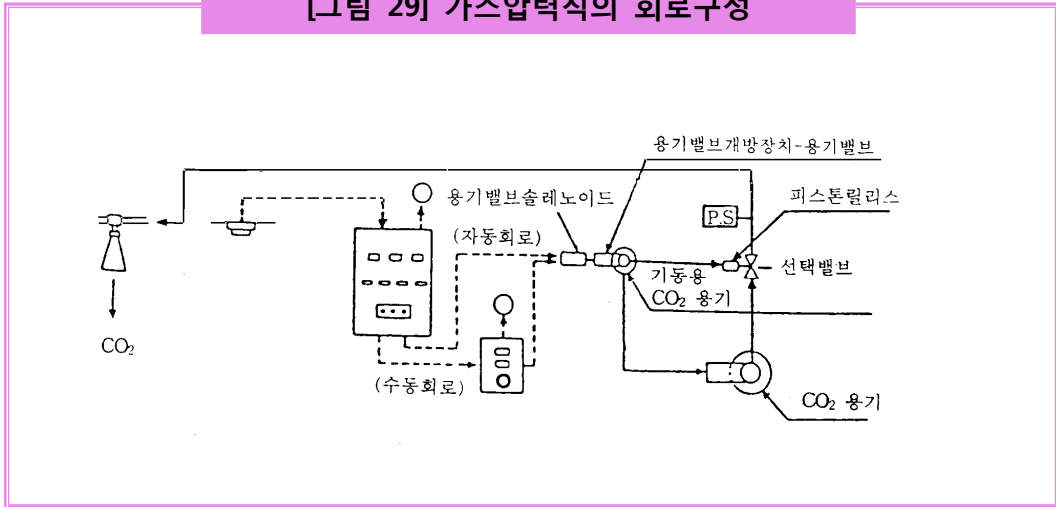 [그림 29] 가스압력식의 회로구성
용기밸브개방장치-용기밸브
용기밸브솔레노이드
피스톤릴리스
P.S
(자동회로)
선택밸브
기동용
CO₂ 용기
CO₂
(수동회로)
CO₂ 용기